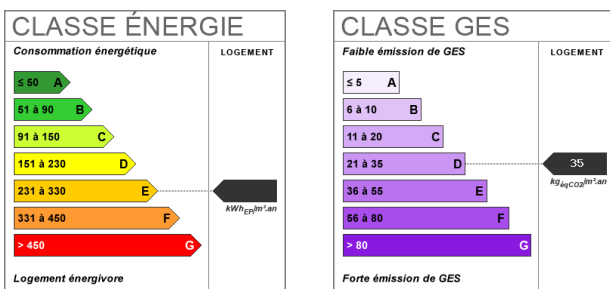 CLASSE ÉNERGIE
Consommation énergétique
LOGEMENT
≤ 50 A
51 à 90 B
91 à 150 C
151 à 230 D
231 à 330 E
kWhEP/m².an
331 à 450 F
> 450 G
Logement énergivore
CLASSE GES
Faible émission de GES
LOGEMENT
≤ 5 A
6 à 10 B
11 à 20 C
21 à 35 D
35
kgéqCO2/m².an
36 à 55 E
56 à 80 F
> 80 G
Forte émission de GES